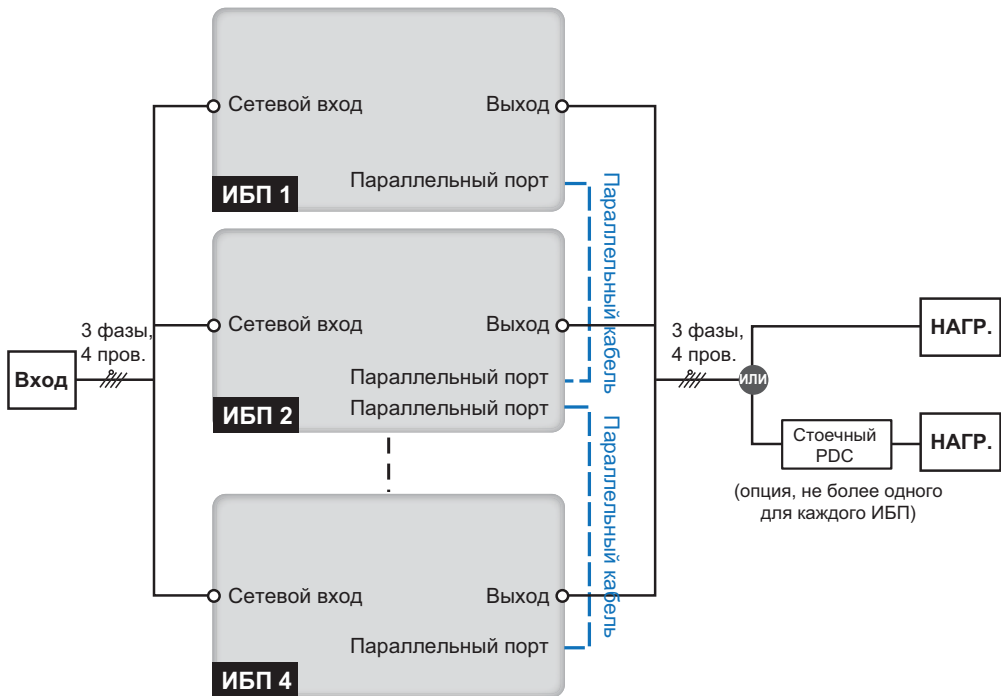 Сетевой вход
Выход
Параллельный порт
ИБП 1
Параллельный кабель
3 фазы,
4 пров.
Вход
Сетевой вход
Выход
Параллельный порт
Параллельный порт
ИБП 2
Параллельный кабель
3 фазы,
4 пров.
ИЛИ
НАГР.
Стоечный
PDC
НАГР.
(опция, не более одного
для каждого ИБП)
Сетевой вход
Выход
Параллельный порт
ИБП 4